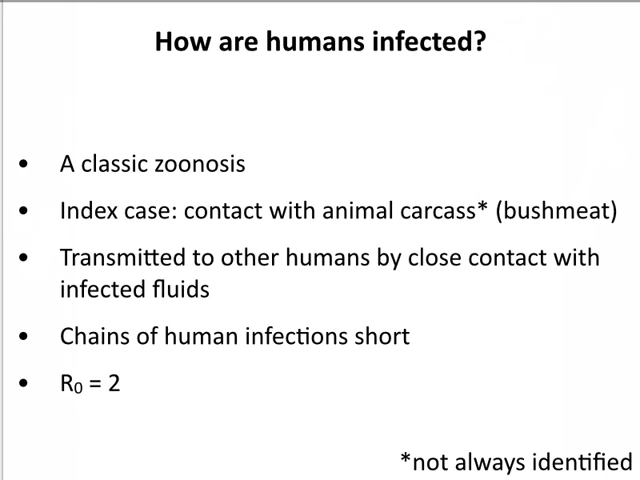 How are humans infected?
• A classic zoonosis
• Index case: contact with animal carcass* (bushmeat)
• Transmitted to other humans by close contact with
infected fluids
• Chains of human infections short
• R₀ = 2
*not always identified